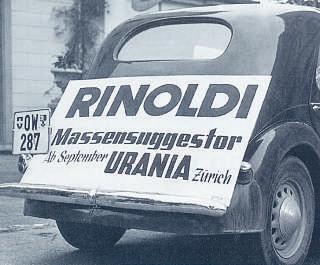 RINOLDI
Massensuggestor
Ab September URANIA Zürich
OW
287